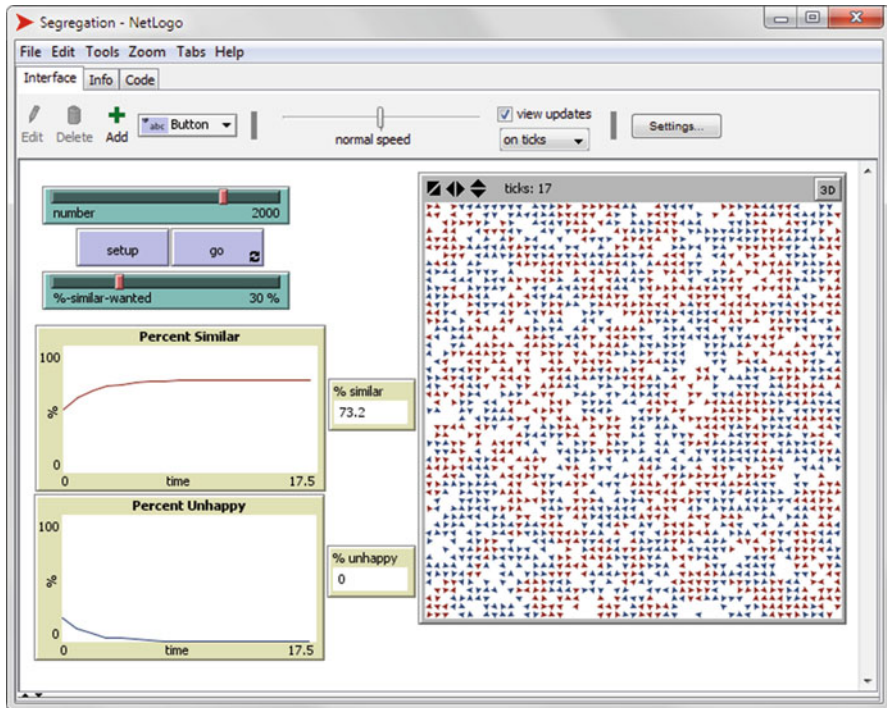 Segregation - NetLogo
File Edit Tools Zoom Tabs Help
Interface Info Code
Edit Delete Add abc Button normal speed view updates on ticks Settings...
ticks: 17 3D
number 2000
setup go
%-similar-wanted 30 %
Percent Similar
100
%
0
0 time 17.5
% similar
73.2
Percent Unhappy
100
%
0
0 time 17.5
% unhappy
0